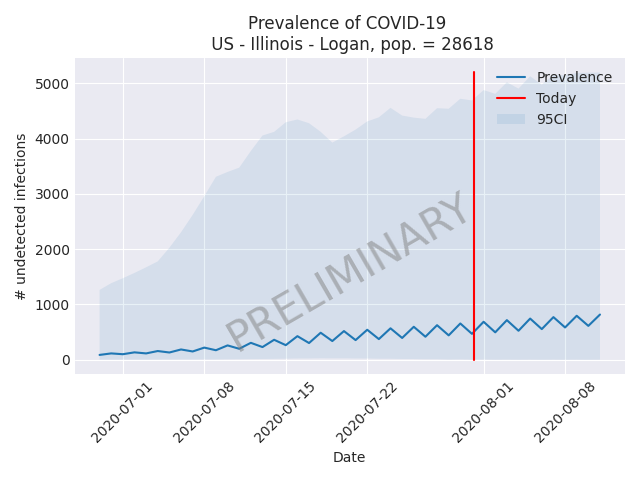 Prevalence of COVID-19
US - Illinois - Logan, pop. = 28618
Prevalence
Today
95CI
# undetected infections
5000
4000
3000
2000
1000
0
PRELIMINARY
2020-07-01
2020-07-08
2020-07-15
2020-07-22
2020-08-01
2020-08-08
Date